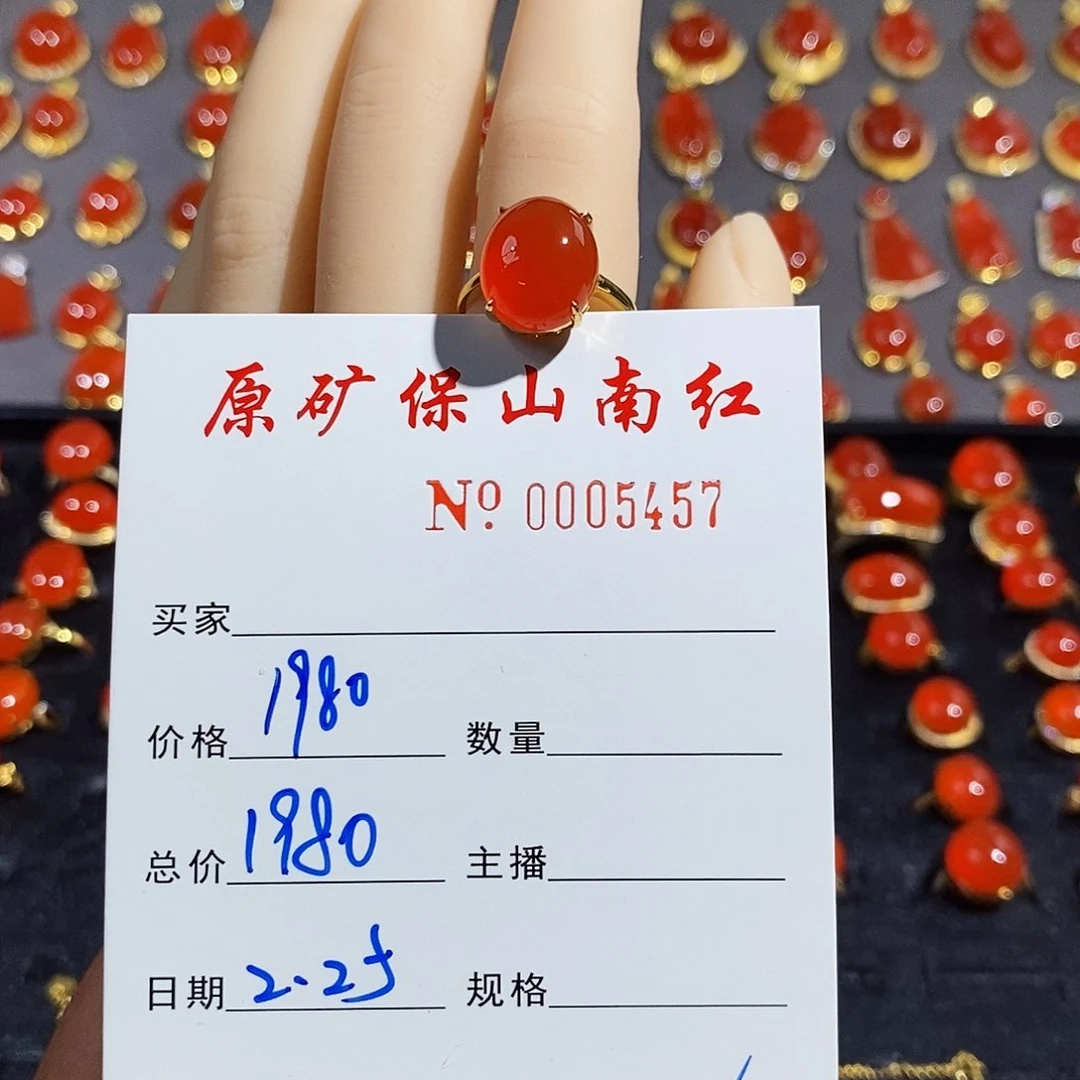 原矿保山南红
Nº 0005457
买家
价格 1980 数量
总价 1980 主播
日期 2.25 规格